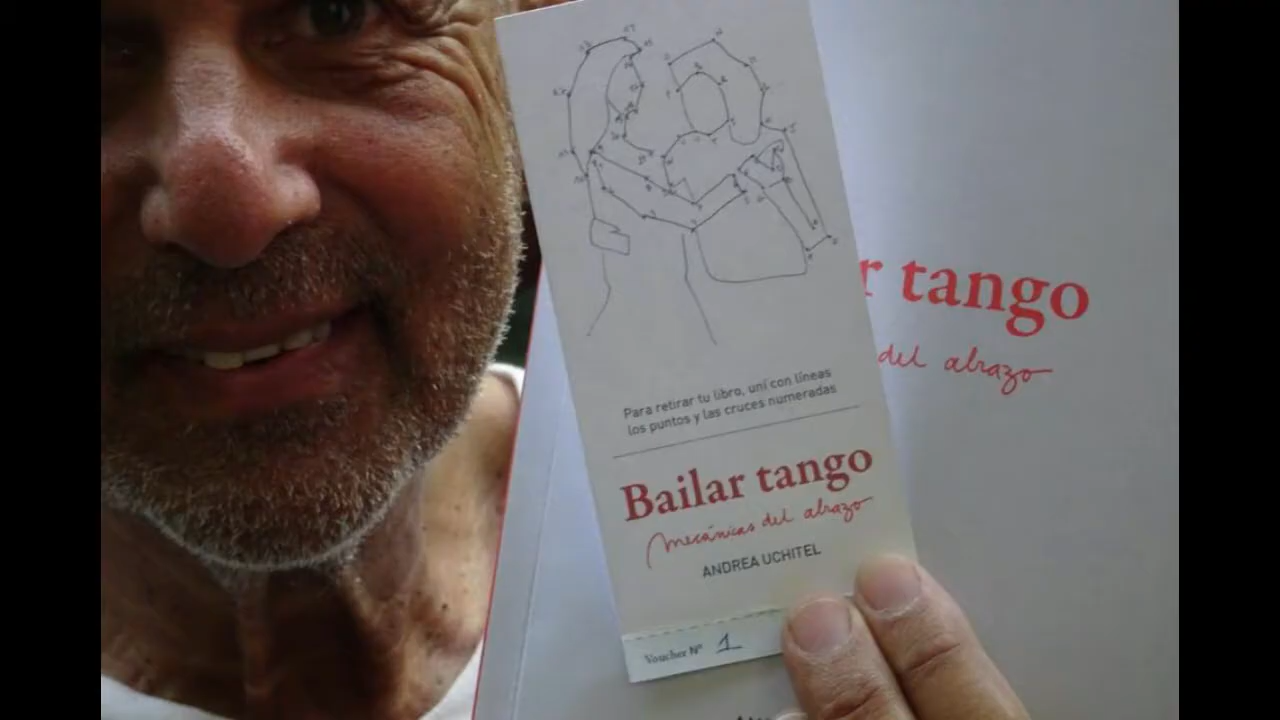 Para retirar tu libro, uní con líneas
los puntos y las cruces numeradas
Bailar tango
Mecánicas del abrazo
ANDREA UCHITEL
Voucher Nº 1
r tango
del abrazo